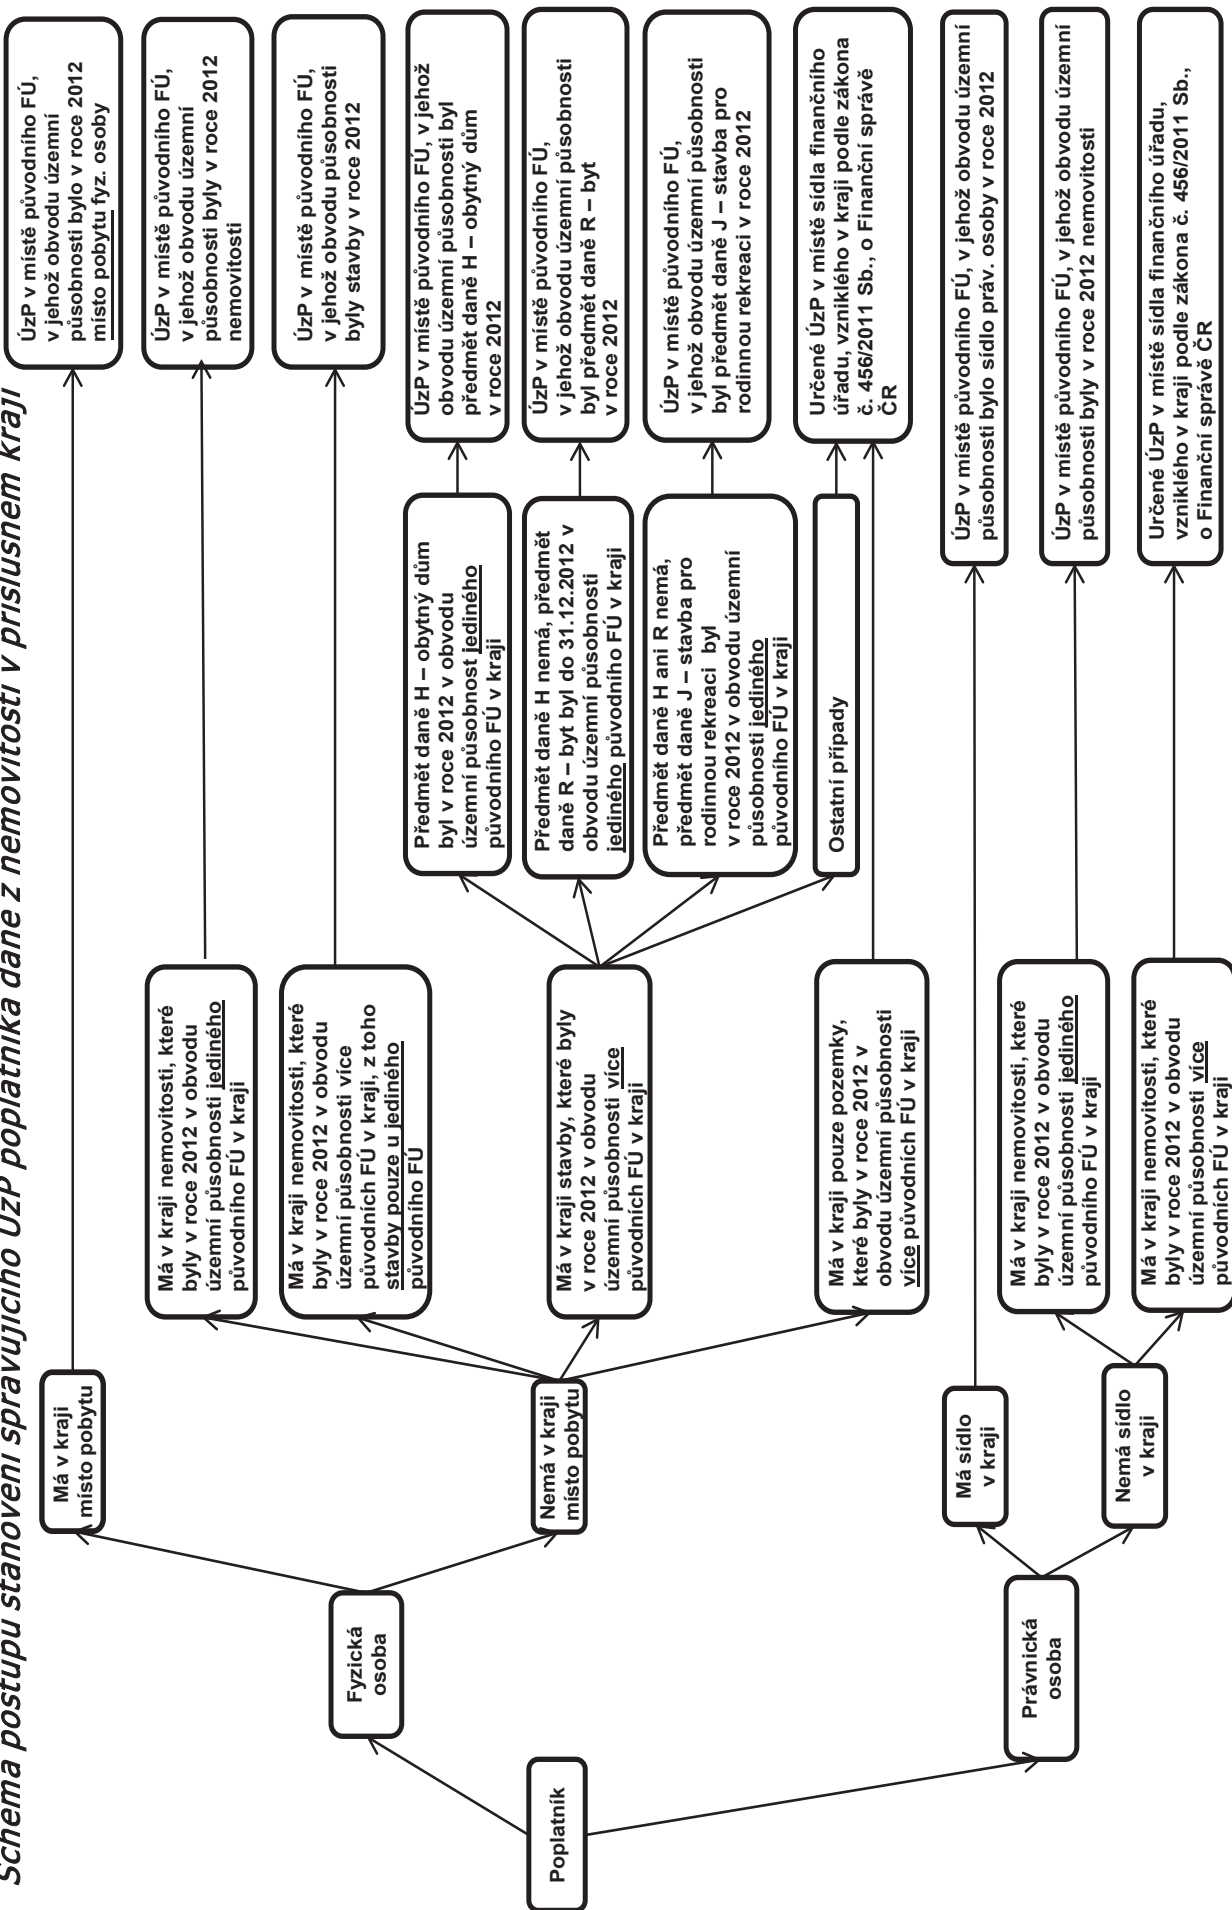 Schéma postupu stanovení spravujícího ÚzP poplatníka daně z nemovitostí v příslušném kraji
Poplatník
Fyzická
osoba
Právnická
osoba
Má v kraji
místo pobytu
Nemá v kraji
místo pobytu
Má sídlo
v kraji
Nemá sídlo
v kraji
Má v kraji nemovitosti, které
byly v roce 2012 v obvodu
územní působnosti jediného
původního FÚ v kraji
Má v kraji nemovitosti, které
byly v roce 2012 v obvodu
územní působnosti více
původních FÚ v kraji, z toho
stavby pouze u jediného
původního FÚ
Má v kraji stavby, které byly
v roce 2012 v obvodu
územní působnosti více
původních FÚ v kraji
Má v kraji pouze pozemky,
které byly v roce 2012 v
obvodu územní působnosti
více původních FÚ v kraji
Má v kraji nemovitosti, které
byly v roce 2012 v obvodu
územní působnosti jediného
původního FÚ v kraji
Má v kraji nemovitosti, které
byly v roce 2012 v obvodu
územní působnosti více
původních FÚ v kraji
Předmět daně H – obytný dům
byl v roce 2012 v obvodu
územní působnost jediného
původního FÚ v kraji
Předmět daně H nemá, předmět
daně R – byt byl do 31.12.2012 v
obvodu územní působnosti
jediného původního FÚ v kraji
Předmět daně H ani R nemá,
předmět daně J – stavba pro
rodinnou rekreaci byl
v roce 2012 v obvodu územní
působnosti jediného
původního FÚ v kraji
Ostatní případy
ÚzP v místě původního FÚ,
v jehož obvodu územní
působnosti bylo v roce 2012
místo pobytu fyz. osoby
ÚzP v místě původního FÚ,
v jehož obvodu územní
působnosti byly v roce 2012
nemovitosti
ÚzP v místě původního FÚ,
v jehož obvodu působnosti
byly stavby v roce 2012
ÚzP v místě původního FÚ, v jehož
obvodu územní působnosti byl
předmět daně H – obytný dům
v roce 2012
ÚzP v místě původního FÚ,
v jehož obvodu územní působnosti
byl předmět daně R – byt
v roce 2012
ÚzP v místě původního FÚ,
v jehož obvodu územní působnosti
byl předmět daně J – stavba pro
rodinnou rekreaci v roce 2012
Určené ÚzP v místě sídla finančního
úřadu, vzniklého v kraji podle zákona
č. 456/2011 Sb., o Finanční správě
ČR
ÚzP v místě původního FÚ, v jehož obvodu územní
působnosti bylo sídlo práv. osoby v roce 2012
ÚzP v místě původního FÚ, v jehož obvodu územní
působnosti byly v roce 2012 nemovitosti
Určené ÚzP v místě sídla finančního úřadu,
vzniklého v kraji podle zákona č. 456/2011 Sb.,
o Finanční správě ČR